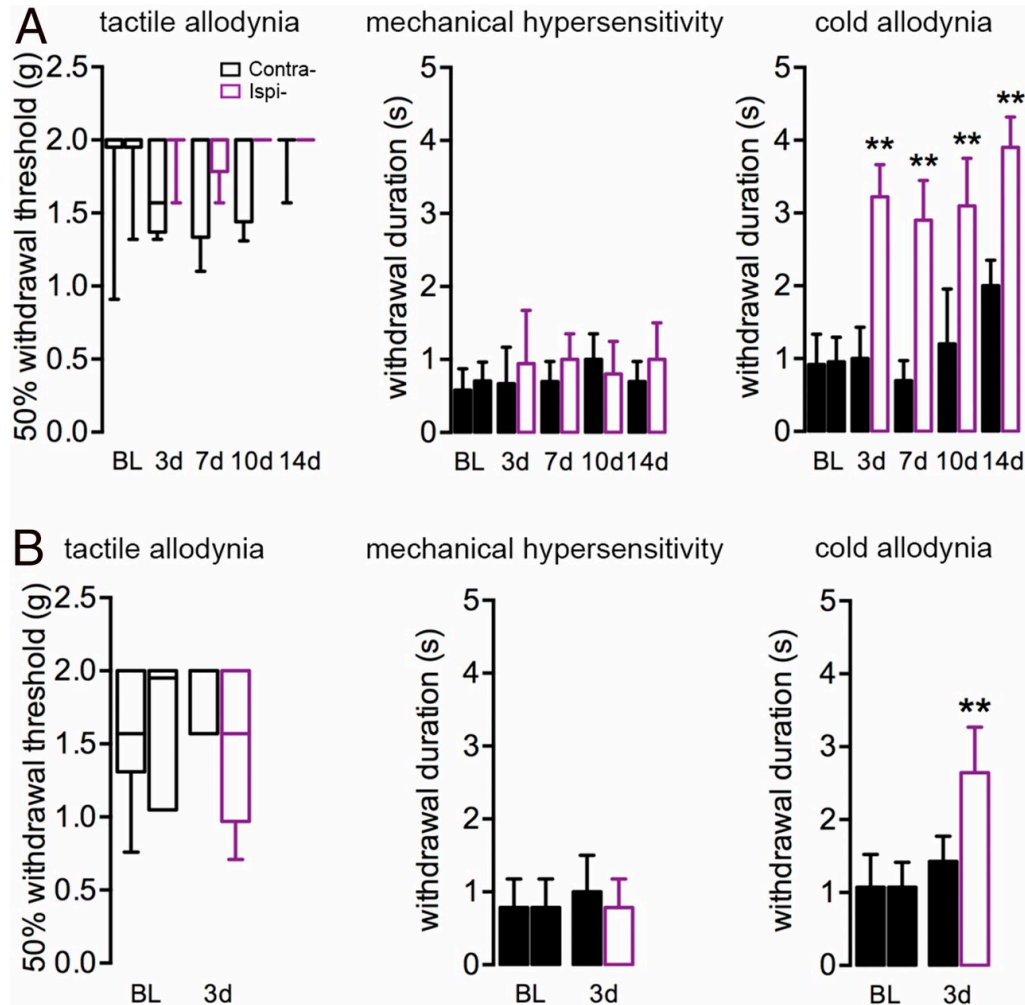 A
tactile allodynia
mechanical hypersensitivity
cold allodynia
50% withdrawal threshold (g)
2.5
2.0
1.5
1.0
0.5
0.0
Contra-
Ispi-
BL 3d 7d 10d 14d
withdrawal duration (s)
5
4
3
2
1
0
BL 3d 7d 10d 14d
withdrawal duration (s)
5
4
3
2
1
0
**
**
**
**
BL 3d 7d 10d 14d
B
tactile allodynia
mechanical hypersensitivity
cold allodynia
50% withdrawal threshold (g)
2.5
2.0
1.5
1.0
0.5
0.0
BL 3d
withdrawal duration (s)
5
4
3
2
1
0
BL 3d
withdrawal duration (s)
5
4
3
2
1
0
**
BL 3d